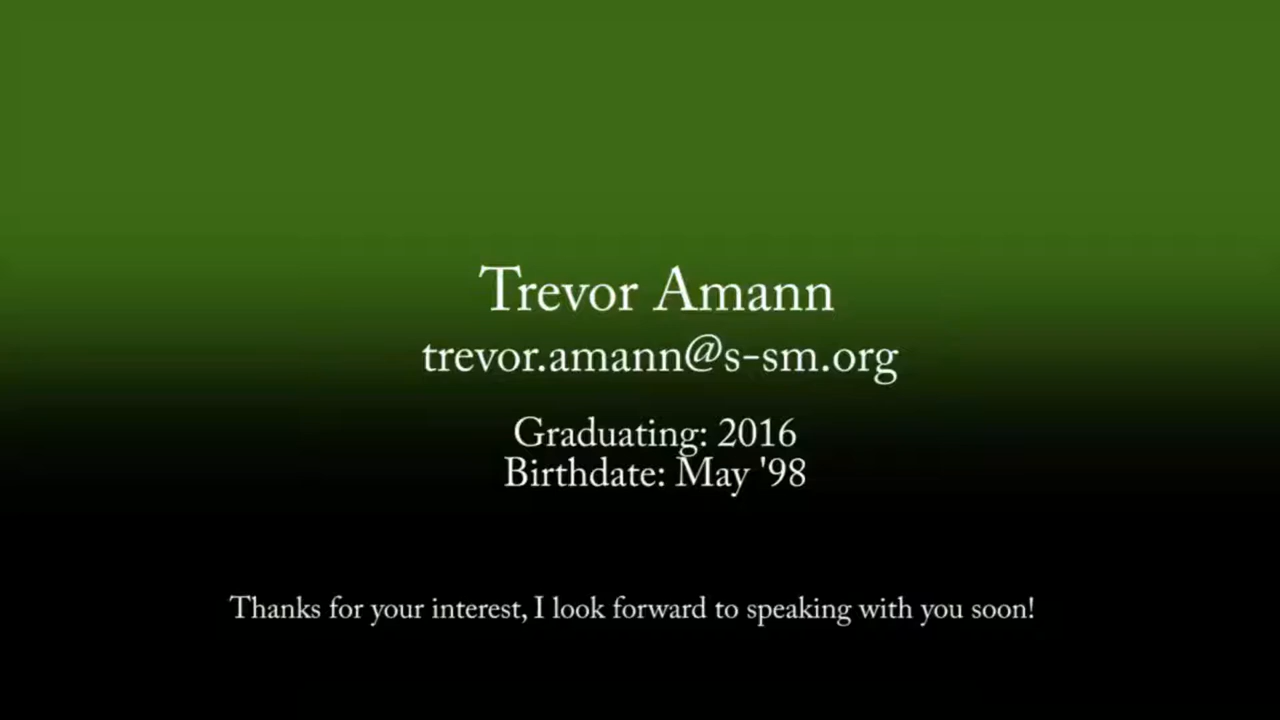 Trevor Amann
trevor.amann@s-sm.org
Graduating: 2016
Birthdate: May '98
Thanks for your interest, I look forward to speaking with you soon!